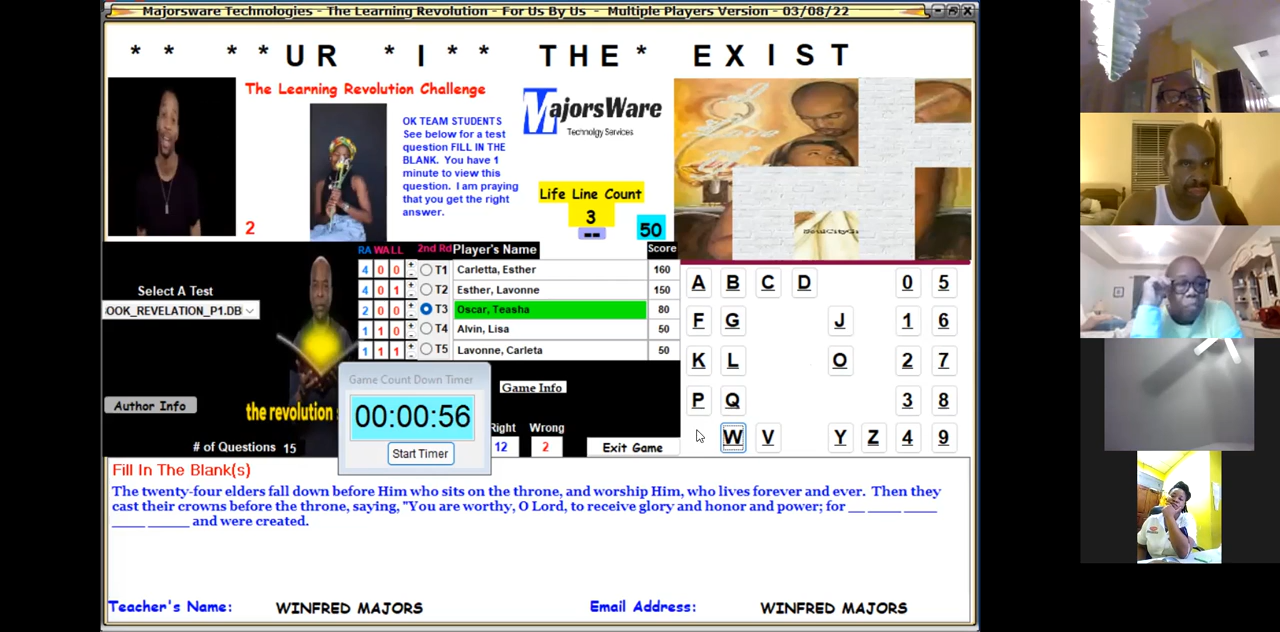 Majorsware Technologies - The Learning Revolution - For Us By Us - Multiple Players Version - 03/08/22
* * * * U R * I * * T H E * E X I S T
The Learning Revolution Challenge
OK TEAM STUDENTS
See below for a test
question FILL IN THE
BLANK. You have 1
minute to view this
question. I am praying
that you get the right
answer.
2
MajorsWare
Technolgy Services
Life Line Count
3
--
50
RA WA LL 2nd Rd Player's Name Score
4 0 0 + - T1 Carletta, Esther 160
4 0 1 + - T2 Esther, Lavonne 150
2 0 0 + - T3 Oscar, Teasha 80
1 1 0 + - T4 Alvin, Lisa 50
1 1 1 + - T5 Lavonne, Carleta 50
Select A Test
OOK_REVELATION_P1.DB
Author Info
the revolution
# of Questions 15
Game Count Down Timer
00:00:56
Start Timer
Game Info
Right Wrong
12 2
Exit Game
A B C D 0 5
F G J 1 6
K L O 2 7
P Q 3 8
W V Y Z 4 9
Fill In The Blank(s)
The twenty-four elders fall down before Him who sits on the throne, and worship Him, who lives forever and ever. Then they
cast their crowns before the throne, saying, "You are worthy, O Lord, to receive glory and honor and power; for __ ____ ____
____ _____ and were created.
Teacher's Name: WINFRED MAJORS Email Address: WINFRED MAJORS